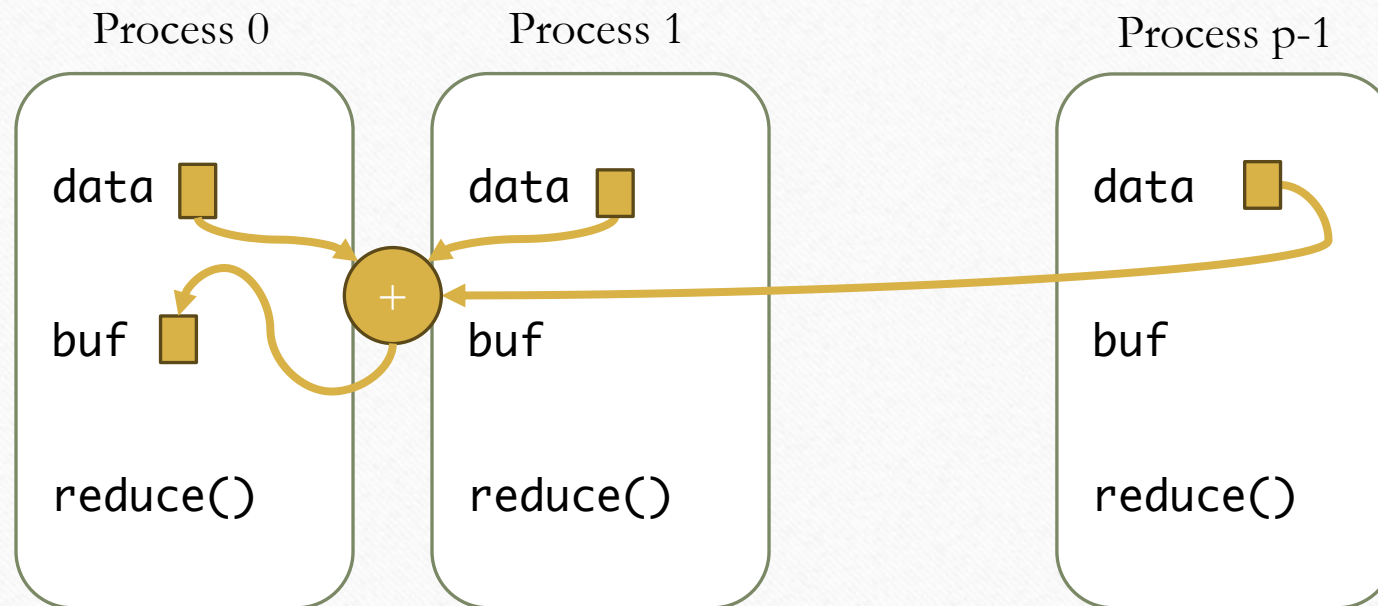 Process 0
Process 1
Process p-1
data
data
data
+
buf
buf
buf
reduce()
reduce()
reduce()